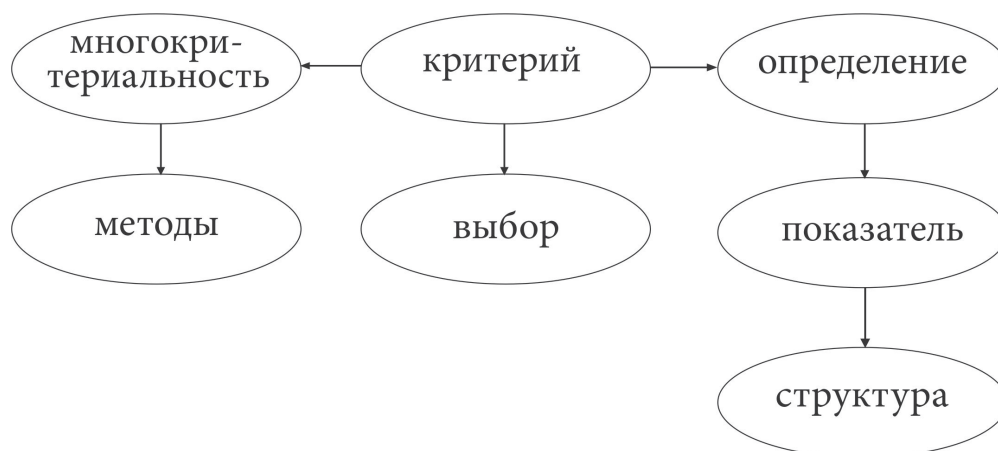 многокри-
териальность
критерий
определение
методы
выбор
показатель
структура